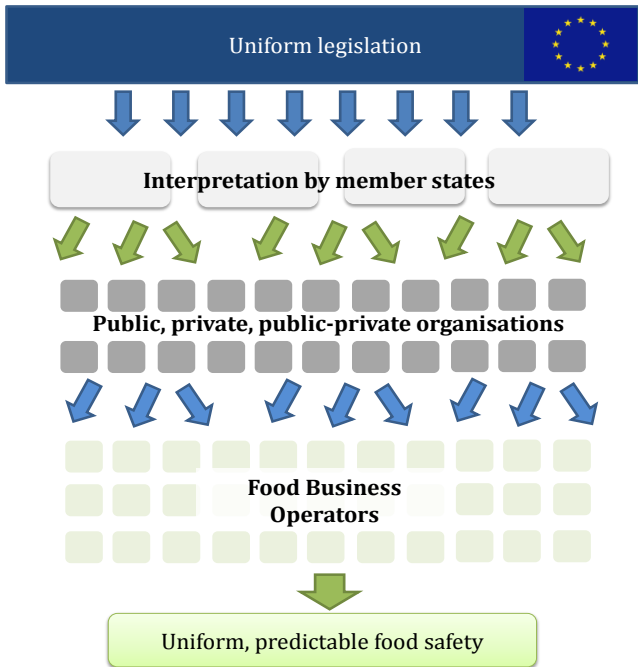 Uniform legislation
Interpretation by member states
Public, private, public-private organisations
Food Business
Operators
Uniform, predictable food safety